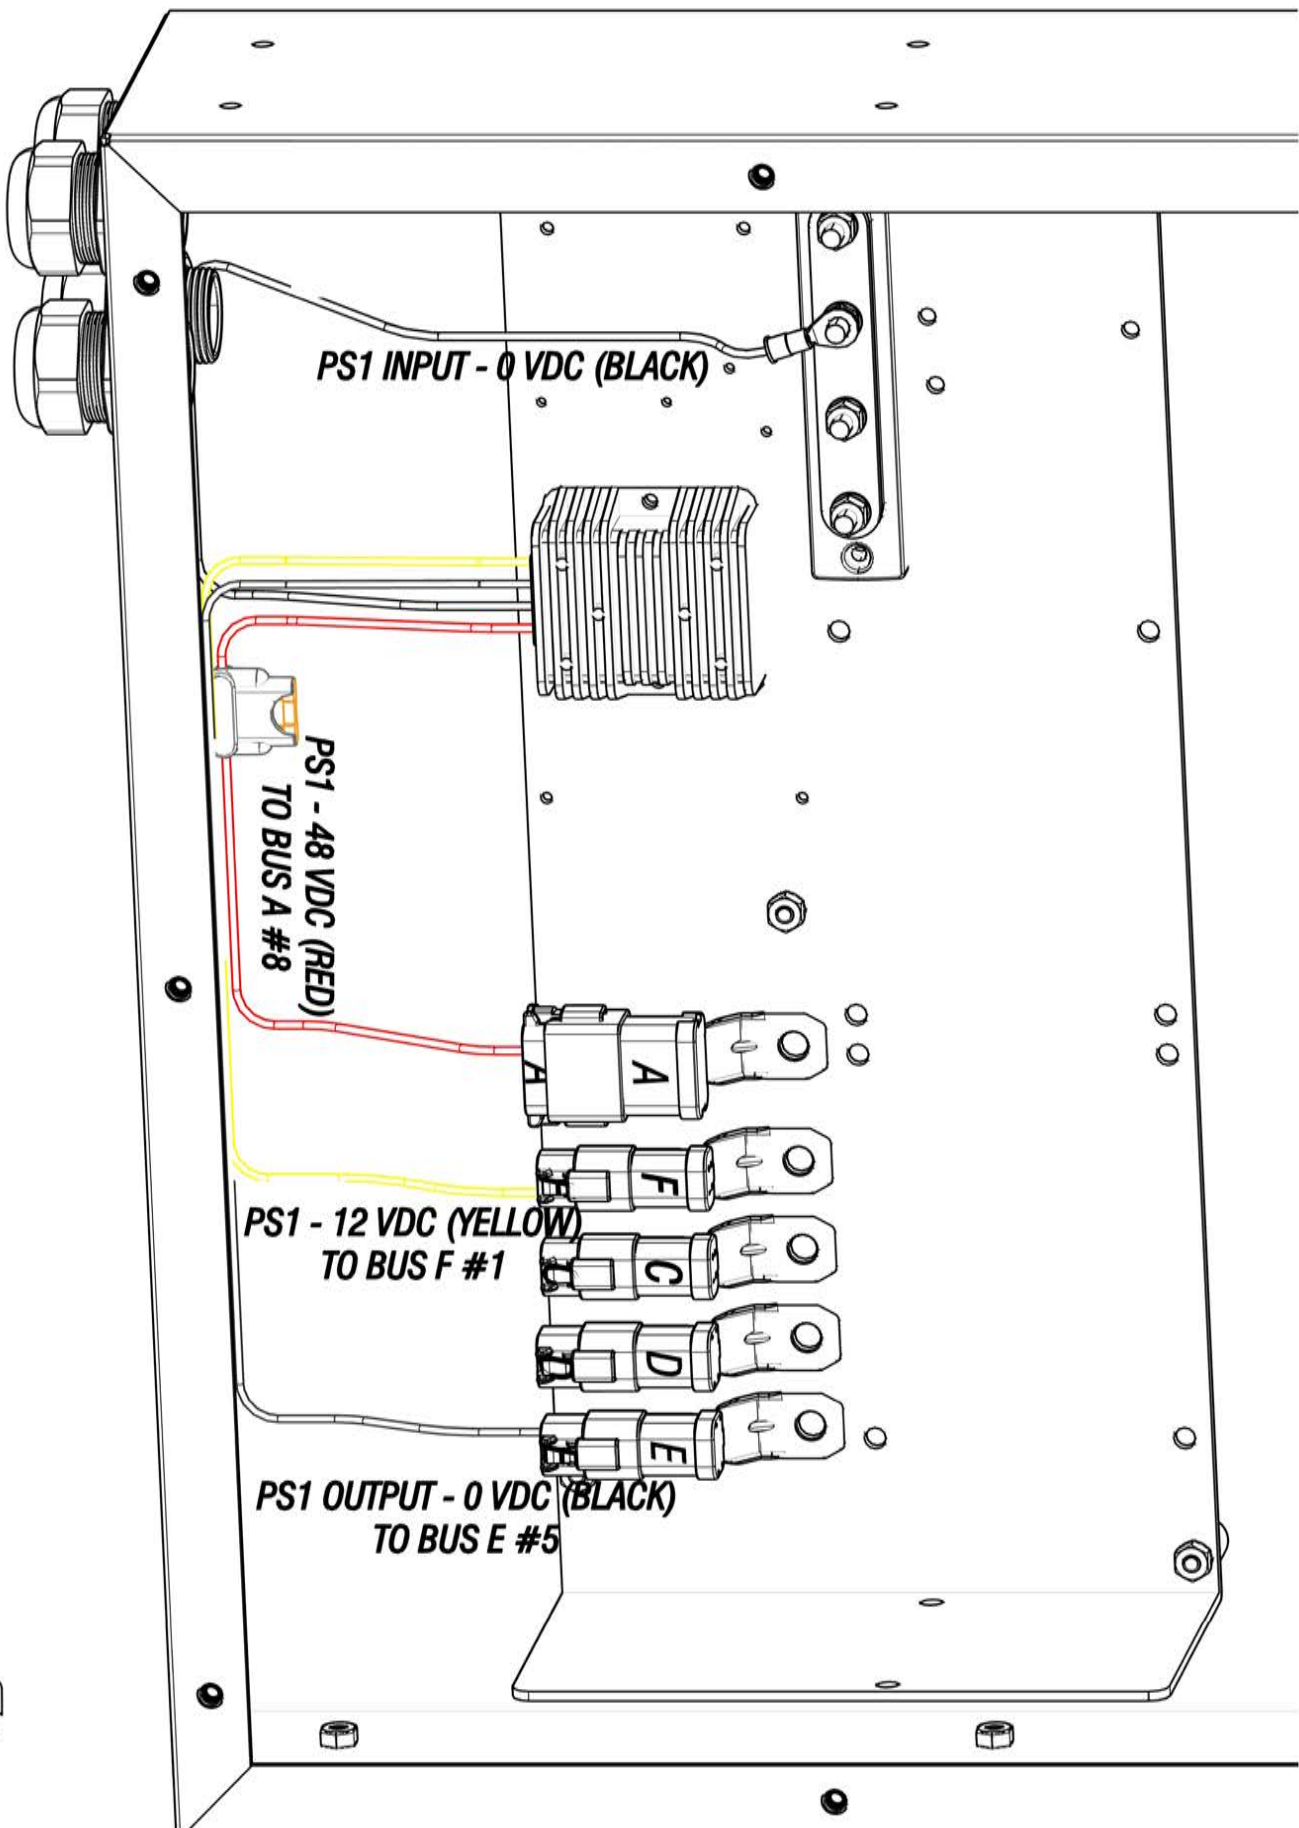 PS1 INPUT - 0 VDC (BLACK)
PS1 - 48 VDC (RED)
TO BUS A #8
A
A
F
F
PS1 - 12 VDC (YELLOW)
TO BUS F #1
C
C
D
D
E
E
PS1 OUTPUT - 0 VDC (BLACK)
TO BUS E #5